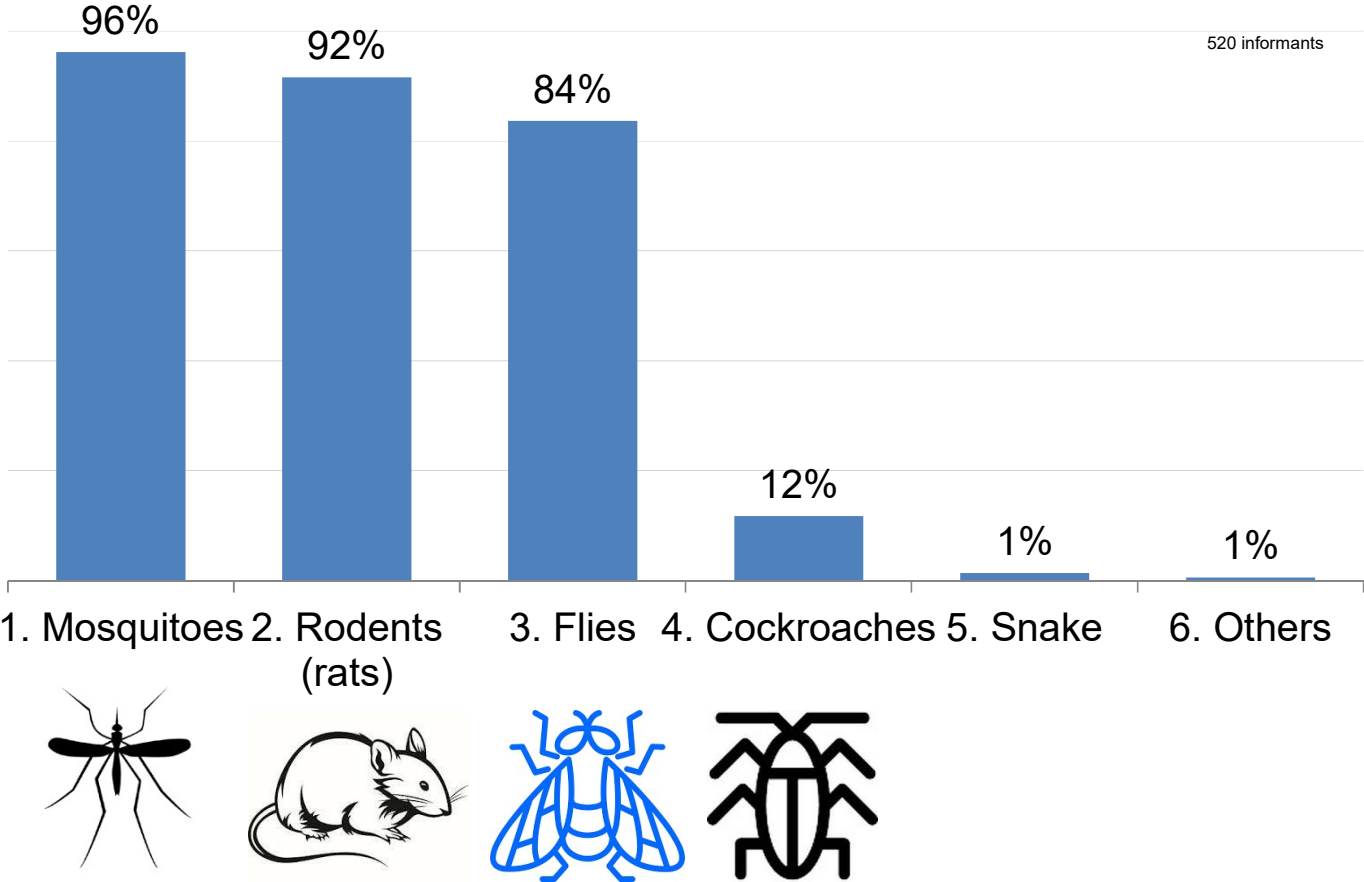 96%
92%
84%
520 informants
12%
1%
1%
1. Mosquitoes
2. Rodents
(rats)
3. Flies
4. Cockroaches
5. Snake
6. Others